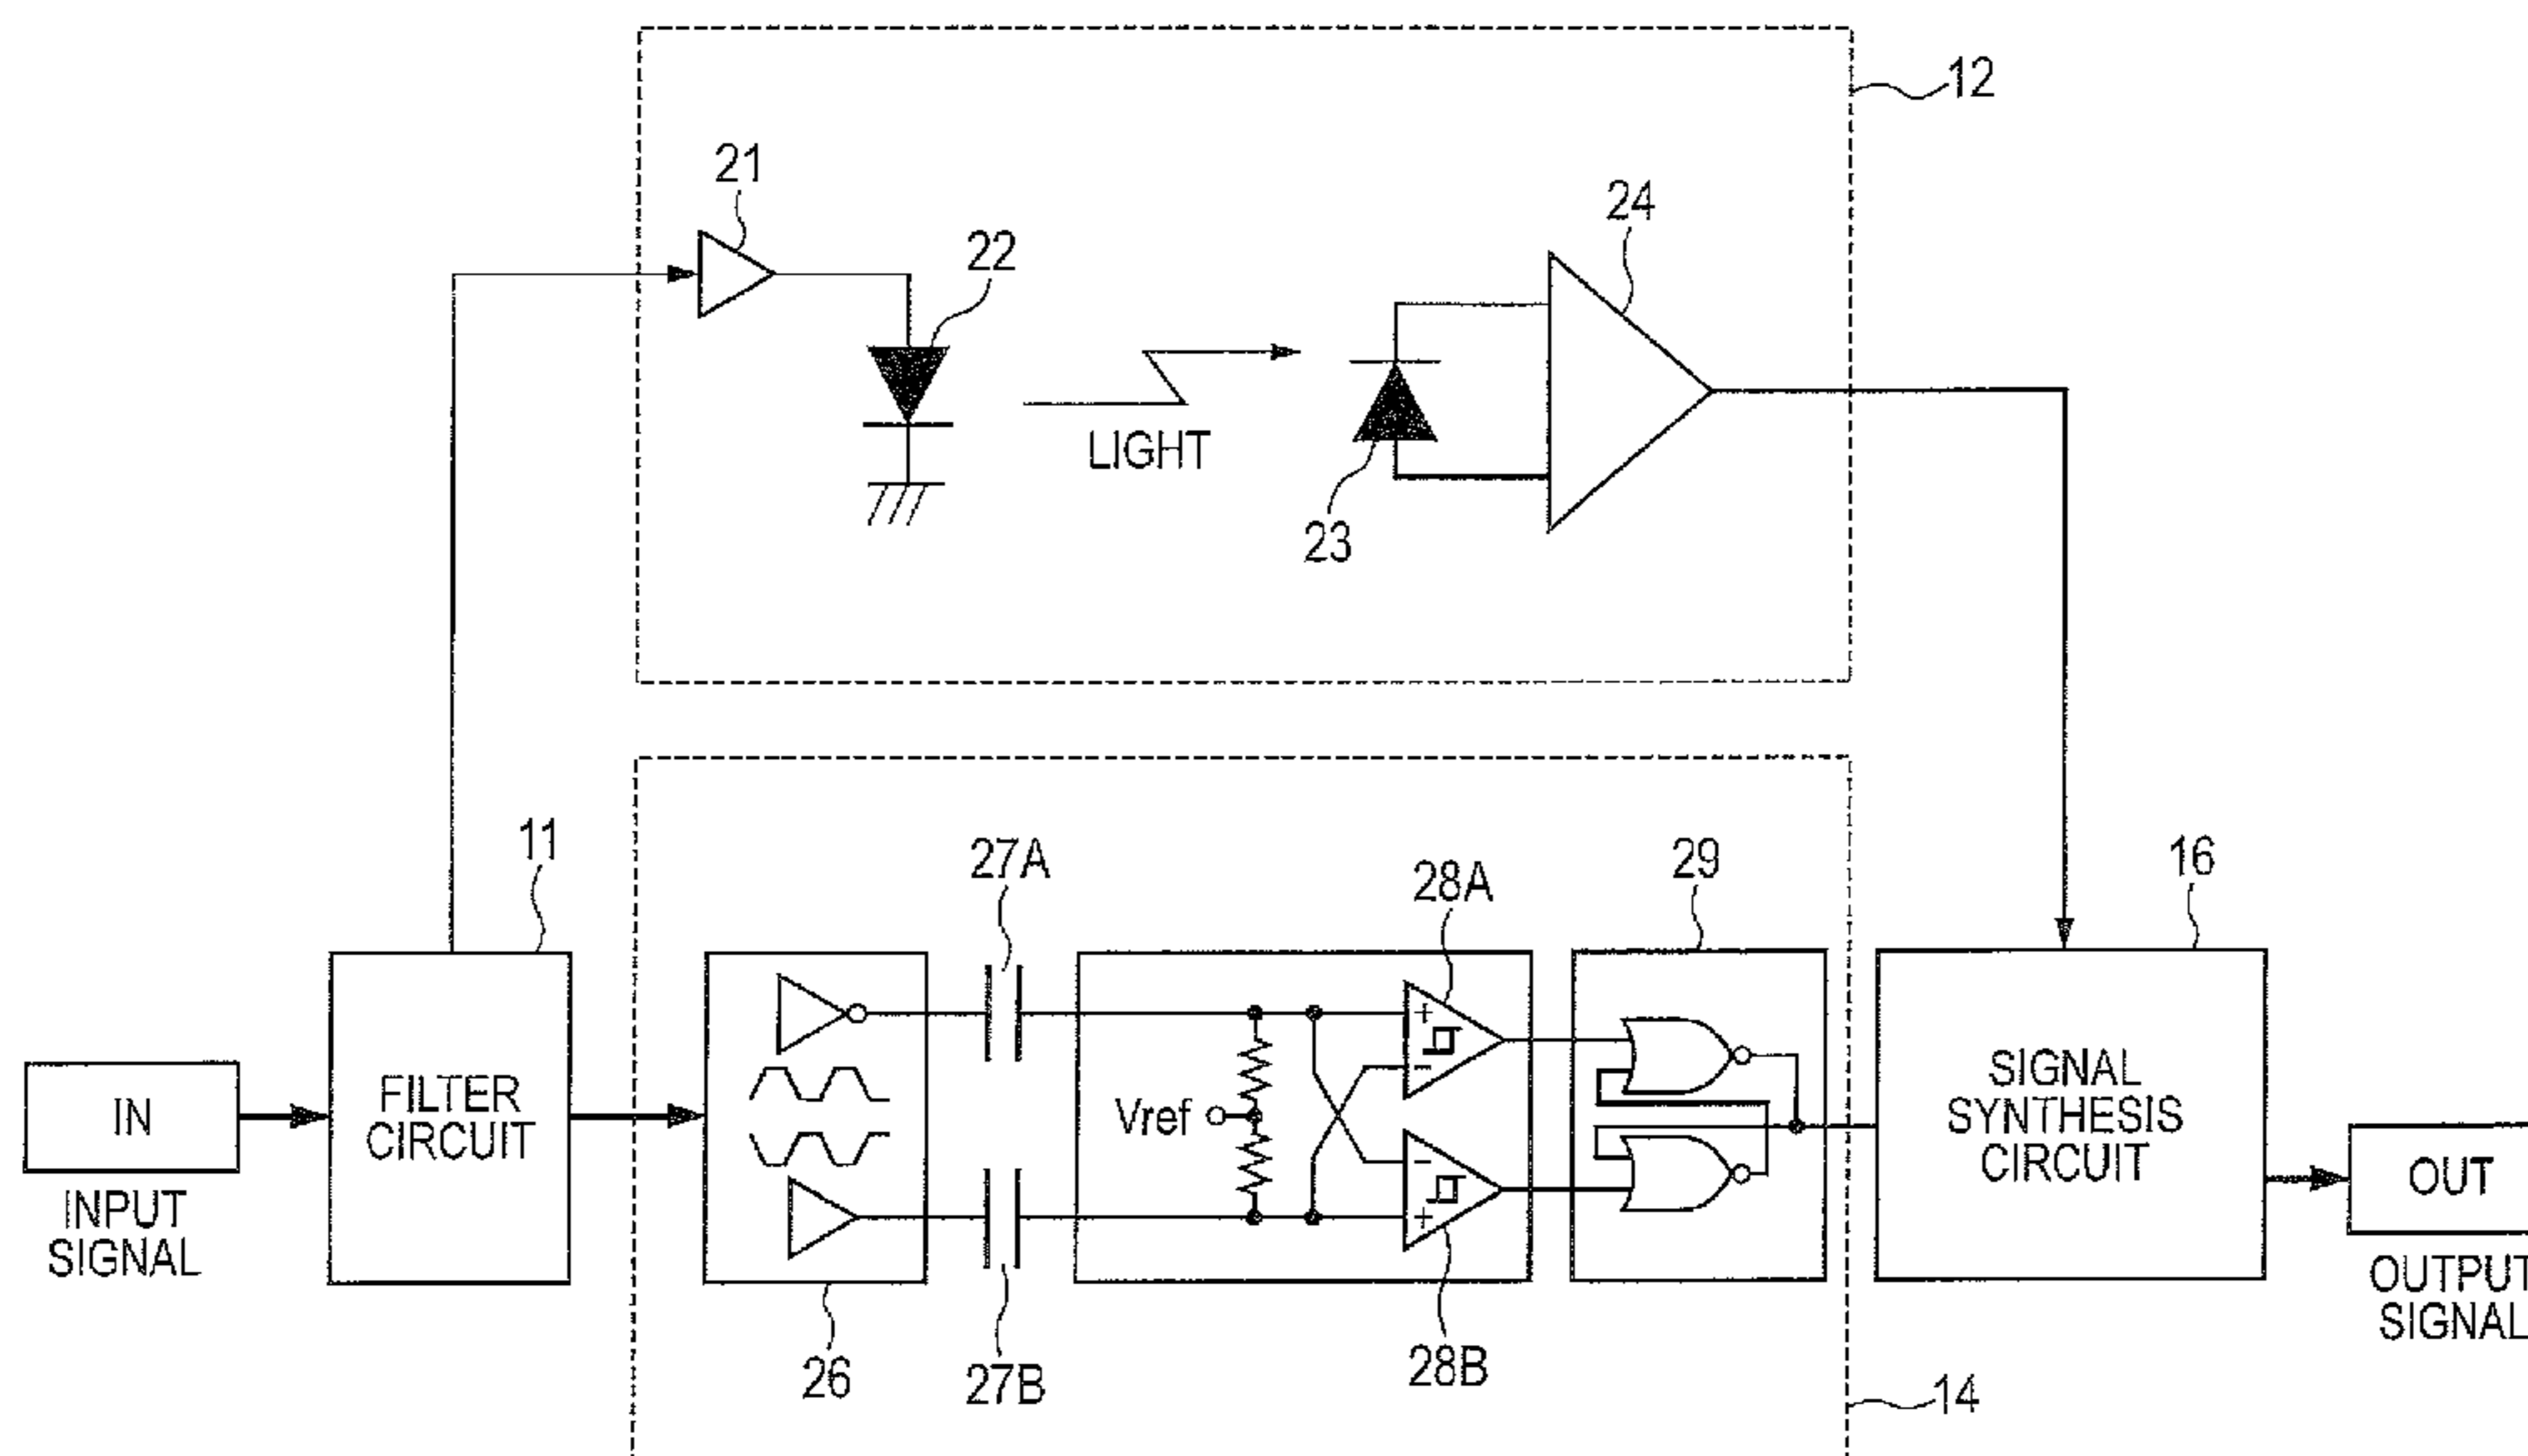 12
21
22
24
LIGHT
23
11
27A
28A
29
16
IN
INPUT
SIGNAL
FILTER
CIRCUIT
Vref
+
−
−
+
SIGNAL
SYNTHESIS
CIRCUIT
OUT
OUTPUT
SIGNAL
26
27B
28B
14